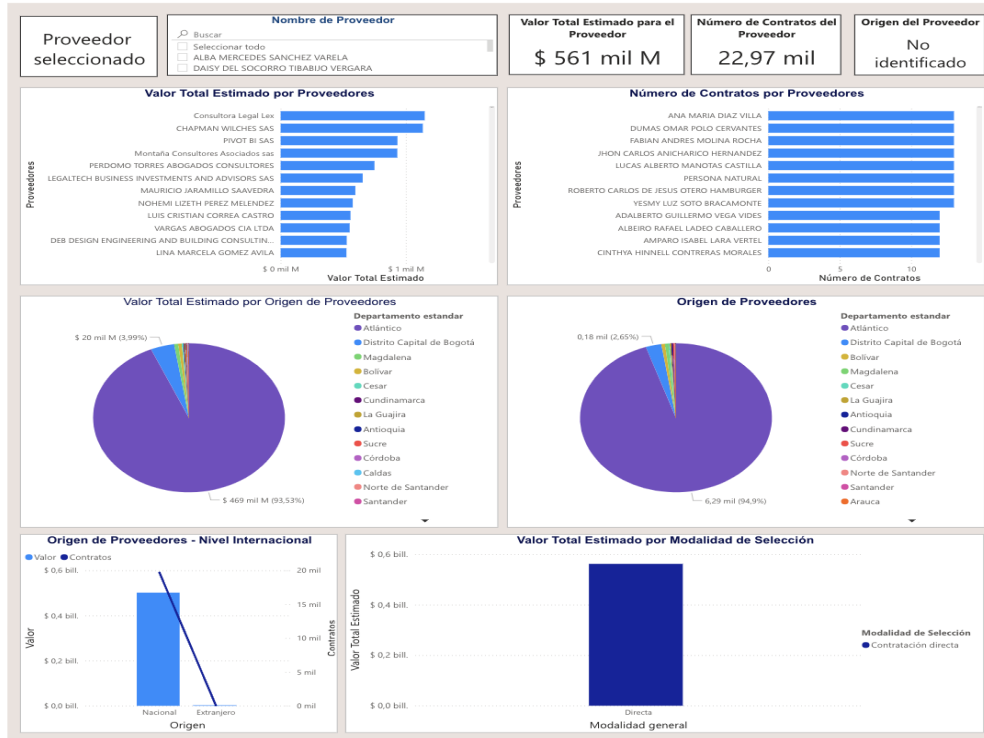 Proveedor
seleccionado
Nombre de Proveedor
Buscar
Seleccionar todo
ALBA MERCEDES SANCHEZ VARELA
DAISY DEL SOCORRO TIBABIJO VERGARA
Valor Total Estimado para el
Proveedor
$ 561 mil M
Número de Contratos del
Proveedor
22,97 mil
Origen del Proveedor
No
identificado
Valor Total Estimado por Proveedores
Proveedores
Consultora Legal Lex
CHAPMAN WILCHES SAS
PIVOT BI SAS
Montaña Consultores Asociados sas
PERDOMO TORRES ABOGADOS CONSULTORES
LEGALTECH BUSINESS INVESTMENTS AND ADVISORS SAS
MAURICIO JARAMILLO SAAVEDRA
NOHEMI LIZETH PEREZ MELENDEZ
LUIS CRISTIAN CORREA CASTRO
VARGAS ABOGADOS CIA LTDA
DEB DESIGN ENGINEERING AND BUILDING CONSULTIN...
LINA MARCELA GOMEZ AVILA
$ 0 mil M $ 1 mil M
Valor Total Estimado
Número de Contratos por Proveedores
Proveedores
ANA MARIA DIAZ VILLA
DUMAS OMAR POLO CERVANTES
FABIAN ANDRES MOLINA ROCHA
JHON CARLOS ANICHARICO HERNANDEZ
LUCAS ALBERTO MANOTAS CASTILLA
PERSONA NATURAL
ROBERTO CARLOS DE JESUS OTERO HAMBURGER
YESMY LUZ SOTO BRACAMONTE
ADALBERTO GUILLERMO VEGA VIDES
ALBEIRO RAFAEL LADEO CABALLERO
AMPARO ISABEL LARA VERTEL
CINTHYA HINNELL CONTRERAS MORALES
0 5 10
Número de Contratos
Valor Total Estimado por Origen de Proveedores
$ 20 mil M (3,99%)
$ 469 mil M (93,53%)
Departamento estandar
Atlántico
Distrito Capital de Bogotá
Magdalena
Bolívar
Cesar
Cundinamarca
La Guajira
Antioquia
Sucre
Córdoba
Caldas
Norte de Santander
Santander
Origen de Proveedores
0,18 mil (2,65%)
6,29 mil (94,9%)
Departamento estandar
Atlántico
Distrito Capital de Bogotá
Bolívar
Magdalena
Cesar
La Guajira
Antioquia
Cundinamarca
Sucre
Córdoba
Norte de Santander
Santander
Arauca
Origen de Proveedores - Nivel Internacional
Valor Contratos
Valor
$ 0,6 bill.
$ 0,4 bill.
$ 0,2 bill.
$ 0,0 bill.
20 mil
15 mil
10 mil
5 mil
0 mil
Contratos
Nacional Extranjero
Origen
Valor Total Estimado por Modalidad de Selección
Valor Total Estimado
$ 0,6 bill.
$ 0,4 bill.
$ 0,2 bill.
$ 0,0 bill.
Directa
Modalidad general
Modalidad de Selección
Contratación directa